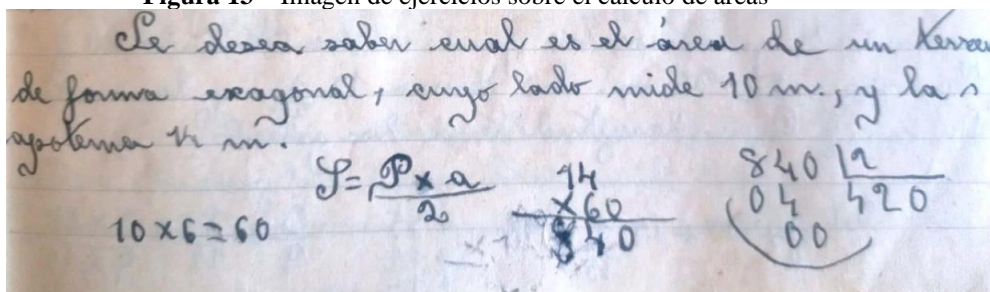 Figura 15 – Imagen de ejercicios sobre el cálculo de áreas
Se desea saber cual es el área de un
de forma exagonal, cuyo lado mide 10 m., y la
apotema 14 m.
S= P x a
2
10 x 6 = 60
14
x 60
840
840 2
04 420
00